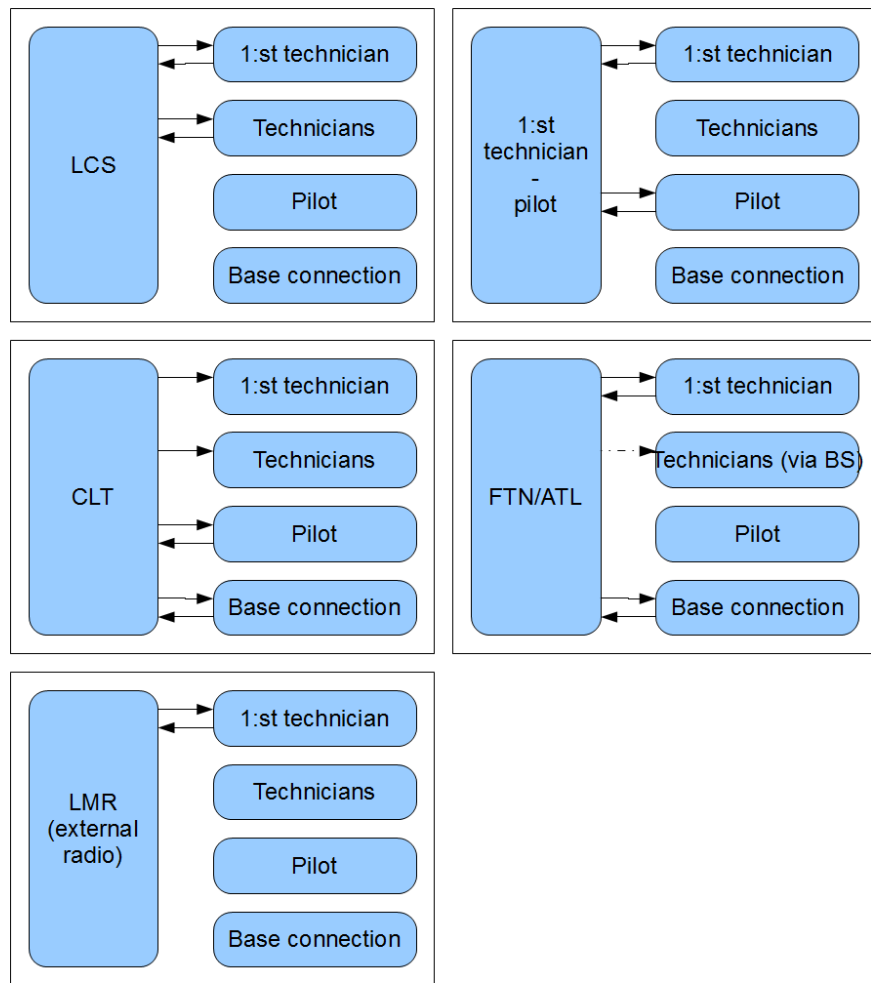 LCS
1:st technician
Technicians
Pilot
Base connection
1:st
technician
-
pilot
1:st technician
Technicians
Pilot
Base connection
CLT
1:st technician
Technicians
Pilot
Base connection
FTN/ATL
1:st technician
Technicians (via BS)
Pilot
Base connection
LMR
(external
radio)
1:st technician
Technicians
Pilot
Base connection